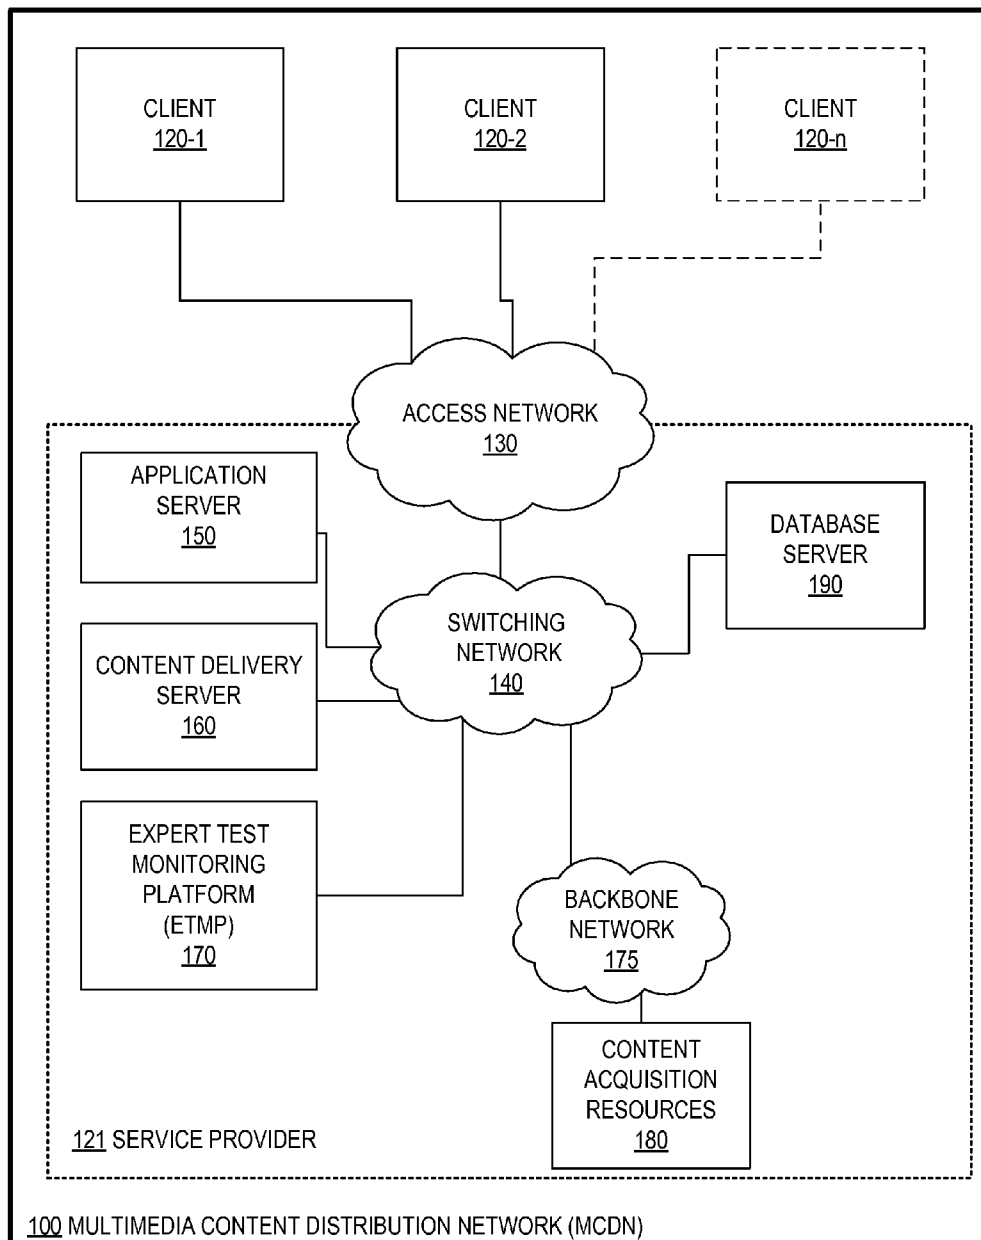 CLIENT
120-1
CLIENT
120-2
CLIENT
120-n
ACCESS NETWORK
130
APPLICATION
SERVER
150
DATABASE
SERVER
190
SWITCHING
NETWORK
140
CONTENT DELIVERY
SERVER
160
EXPERT TEST
MONITORING
PLATFORM
(ETMP)
170
BACKBONE
NETWORK
175
CONTENT
ACQUISITION
RESOURCES
180
121 SERVICE PROVIDER
100 MULTIMEDIA CONTENT DISTRIBUTION NETWORK (MCDN)